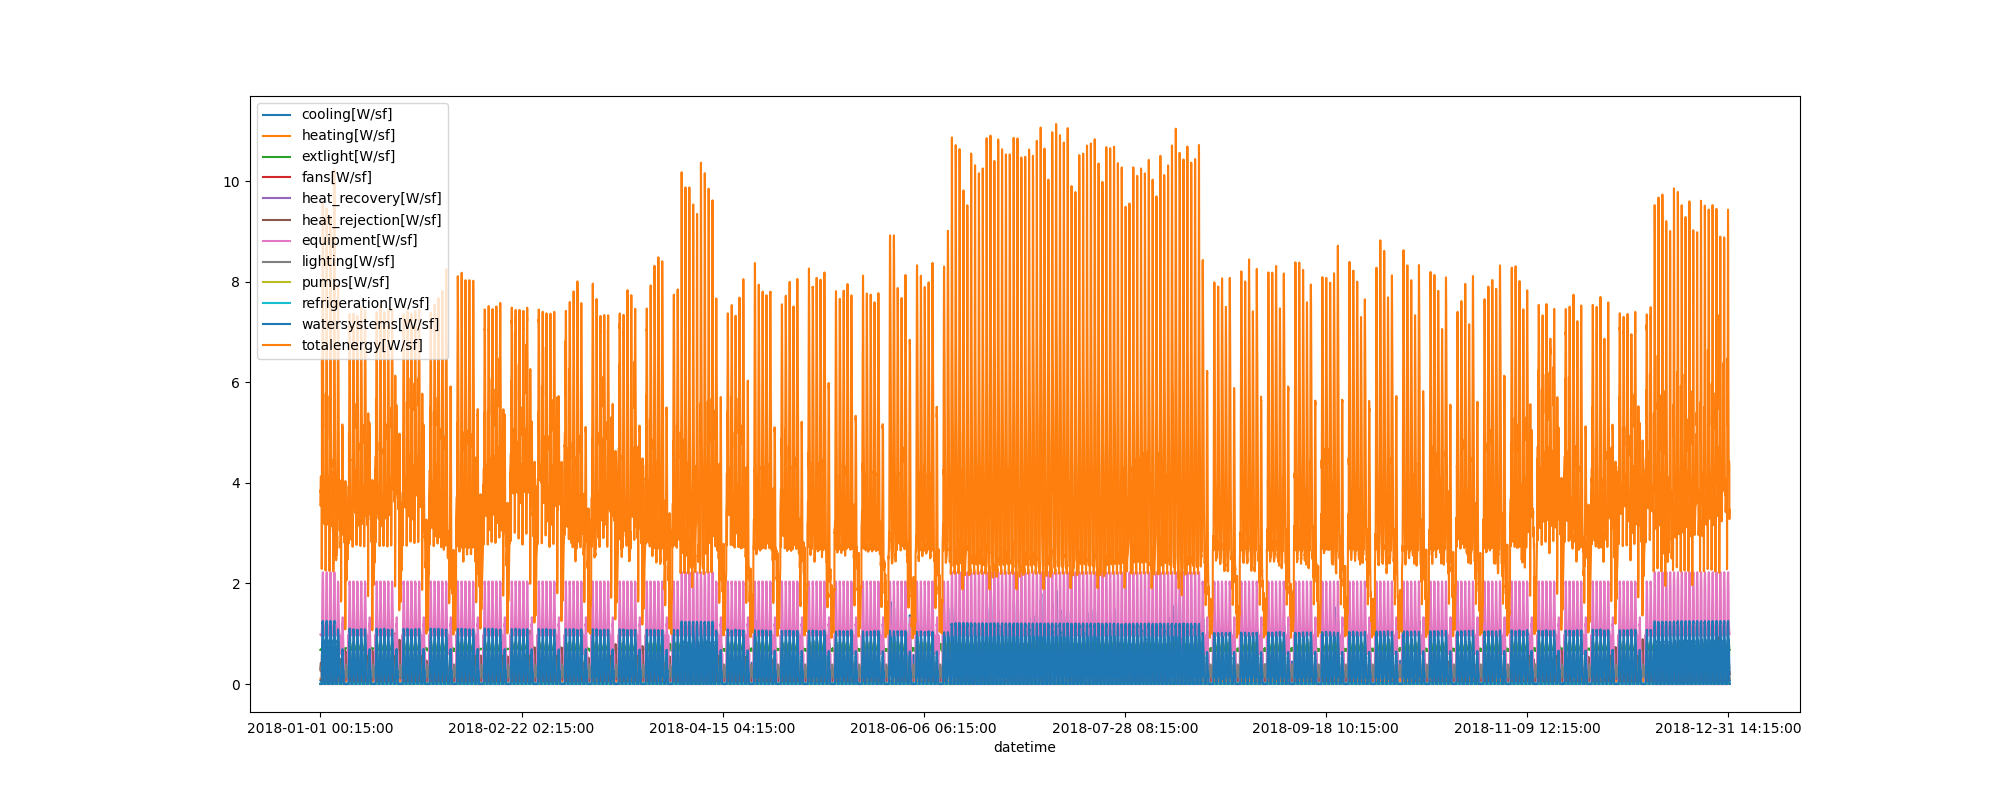 cooling[W/sf]
heating[W/sf]
extlight[W/sf]
fans[W/sf]
heat_recovery[W/sf]
heat_rejection[W/sf]
equipment[W/sf]
lighting[W/sf]
pumps[W/sf]
refrigeration[W/sf]
watersystems[W/sf]
totalenergy[W/sf]
10
8
6
4
2
0
2018-01-01 00:15:00 2018-02-22 02:15:00 2018-04-15 04:15:00 2018-06-06 06:15:00 2018-07-28 08:15:00 2018-09-18 10:15:00 2018-11-09 12:15:00 2018-12-31 14:15:00
datetime